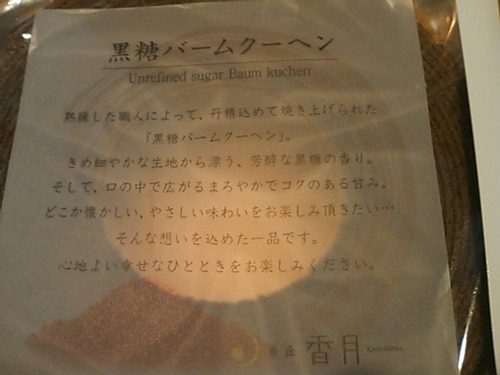 黒糖バームクーヘン
Unrefined sugar Baum kuchen
熟練した職人によって、丹精込めて焼き上げられた
「黒糖バームクーヘン」。
きめ細やかな生地から漂う、芳醇な黒糖の香り。
そして、口の中で広がるまろやかでコクのある甘み。
どこか懐かしい、やさしい味わいをお楽しみ頂きたい…
そんな想いを込めた一品です。
心地よい幸せなひとときをお楽しみください。
香月